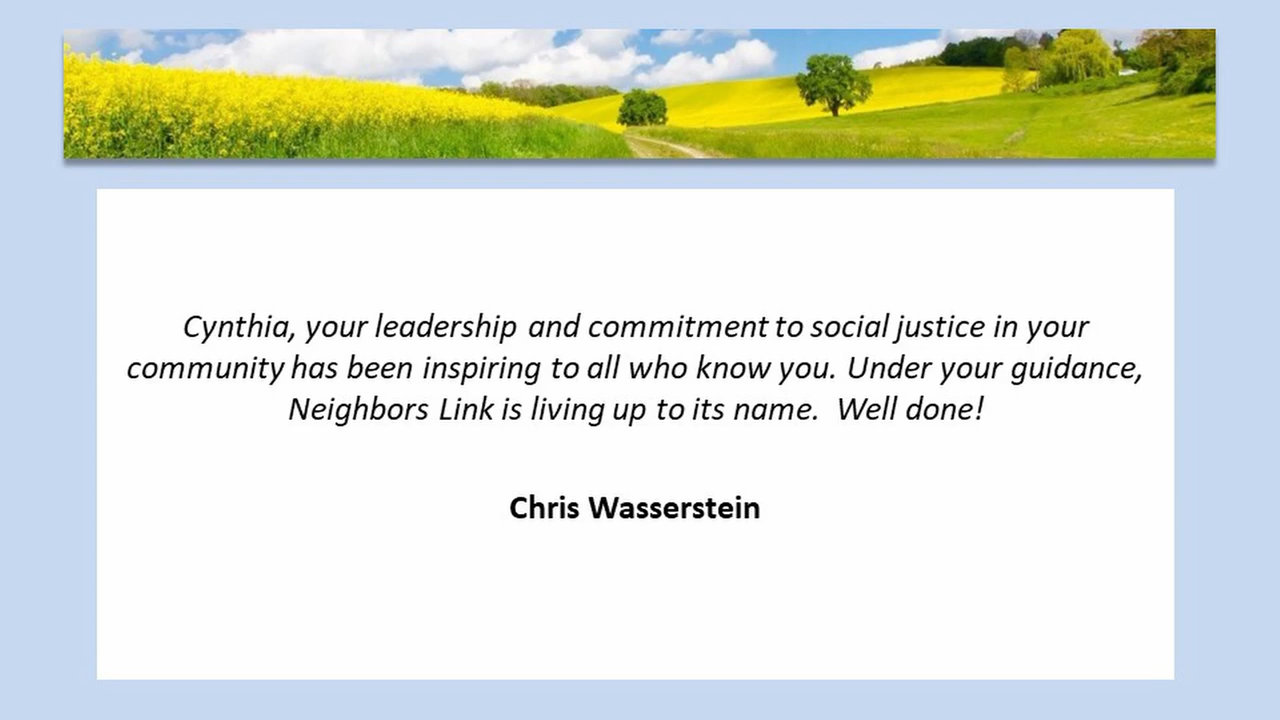 Cynthia, your leadership and commitment to social justice in your
community has been inspiring to all who know you. Under your guidance,
Neighbors Link is living up to its name.  Well done!
Chris Wasserstein